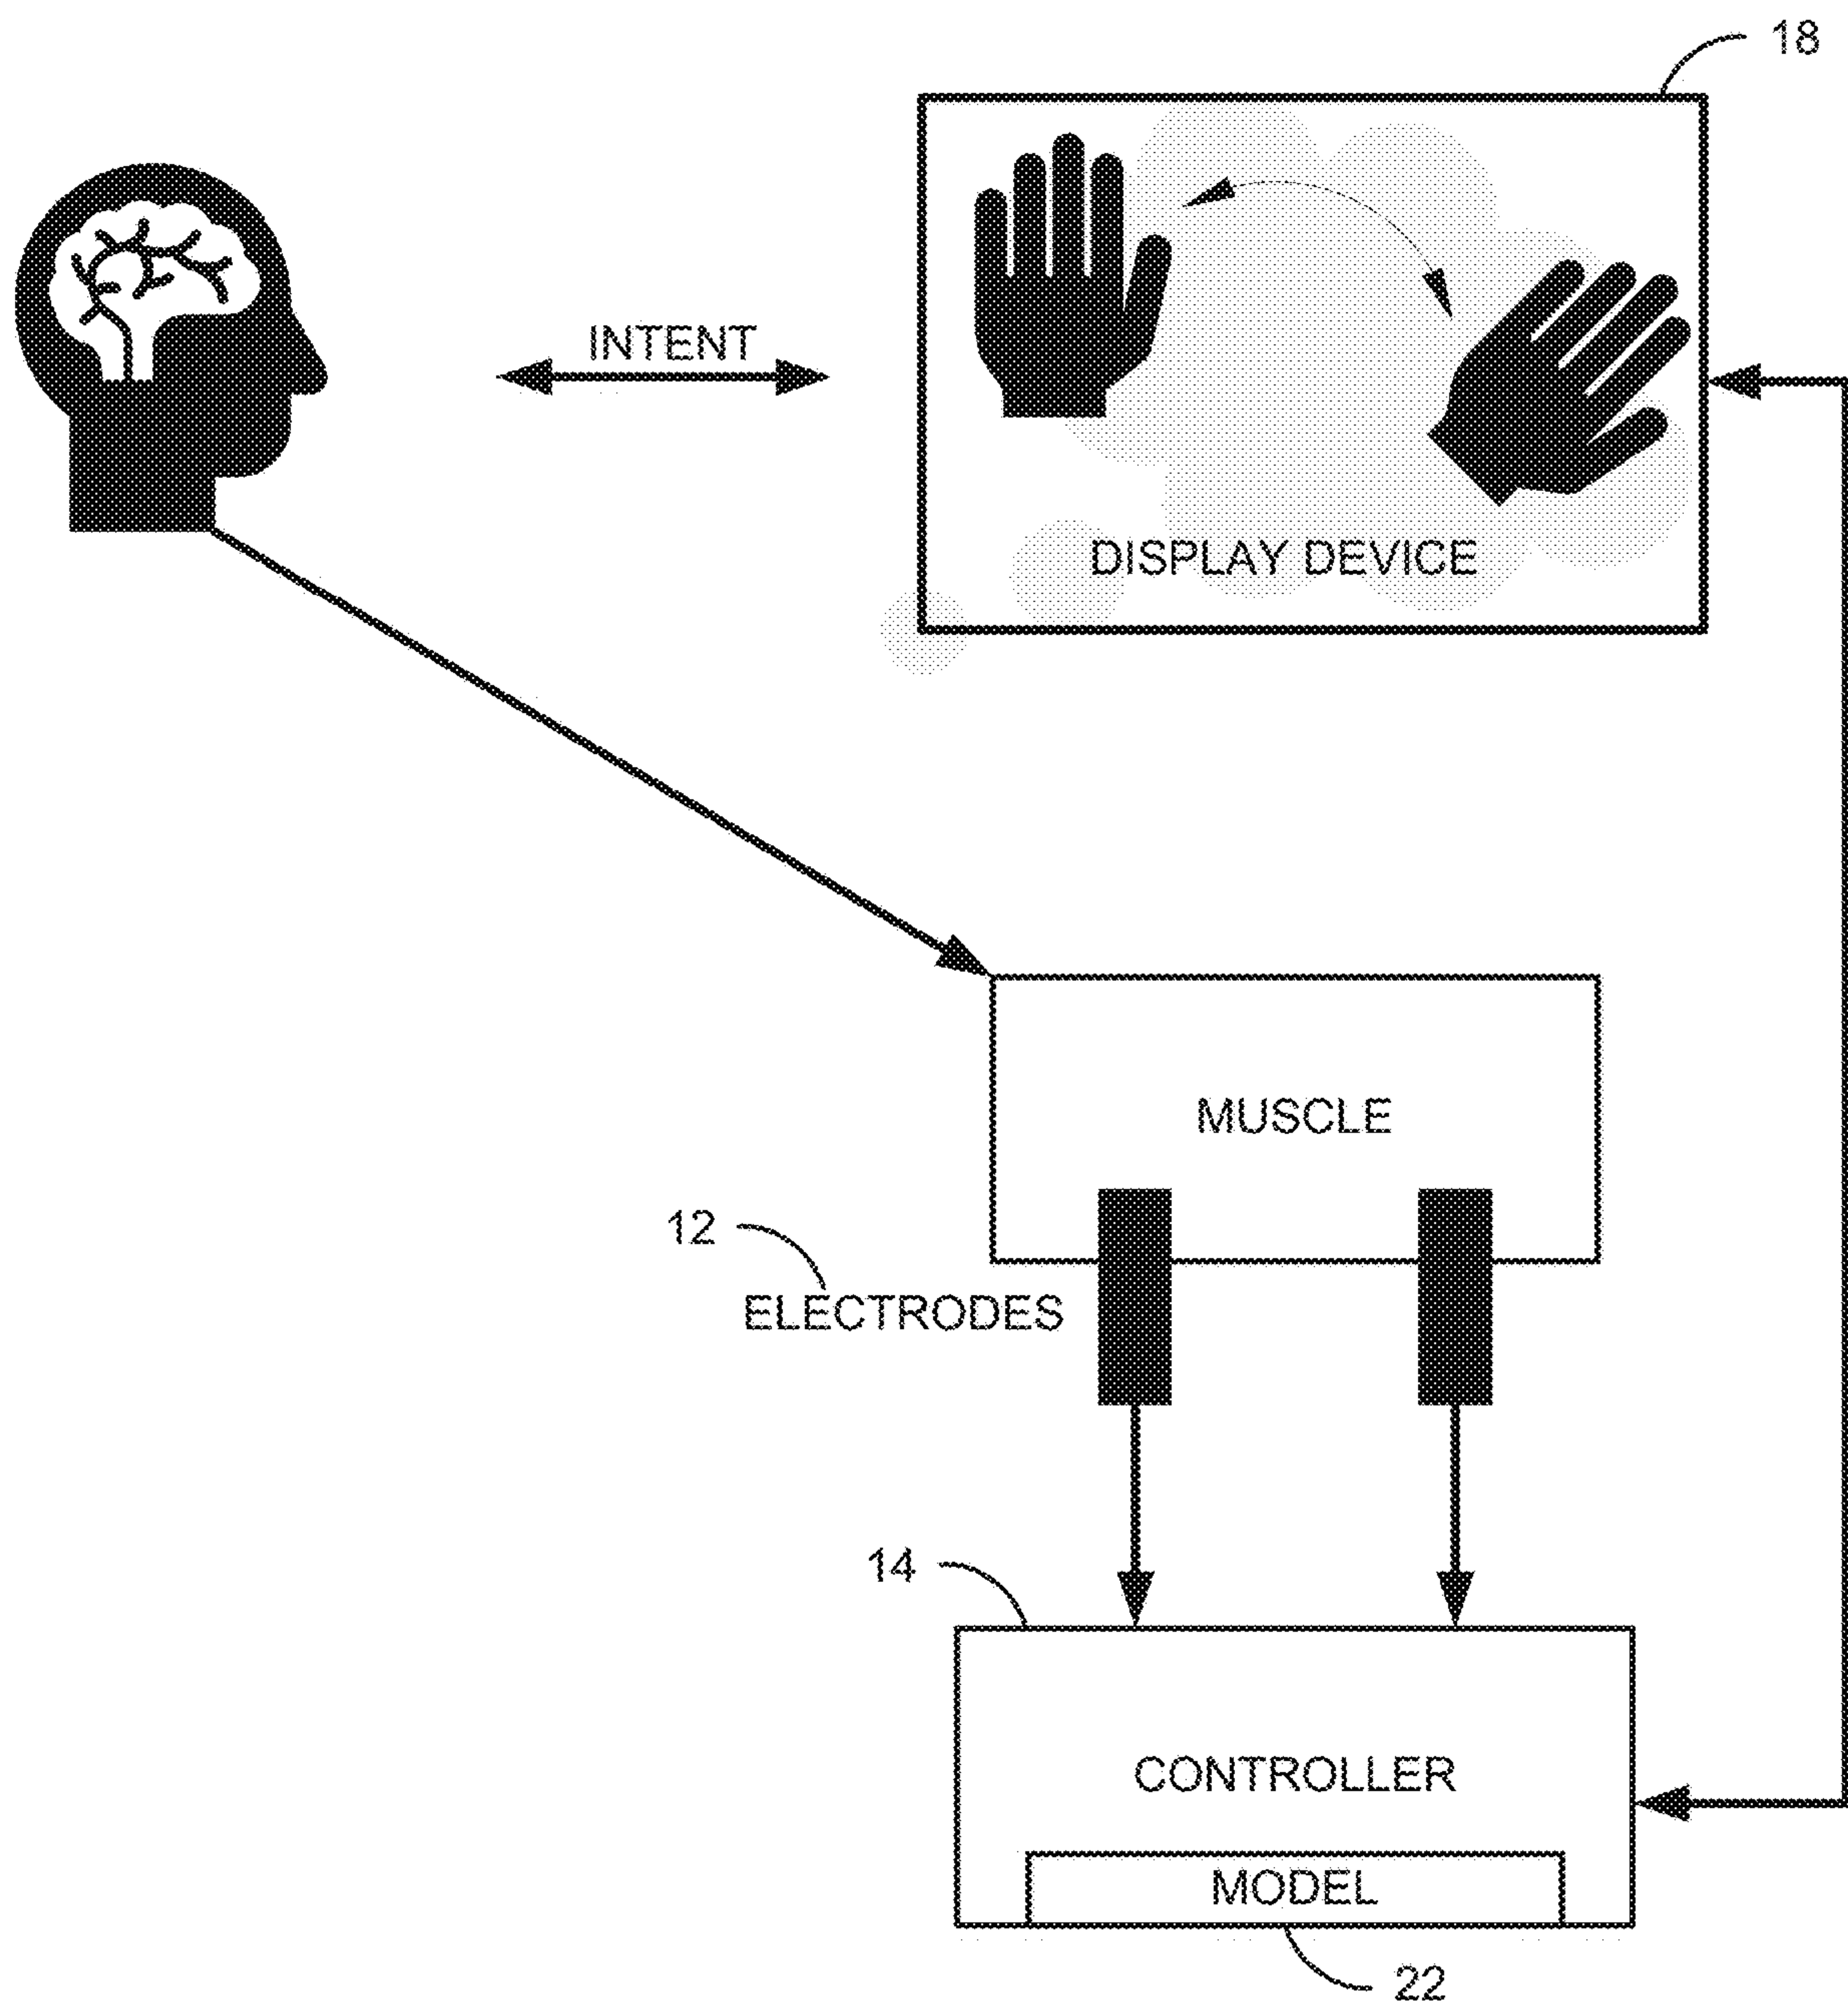 18
INTENT
DISPLAY DEVICE
MUSCLE
12
ELECTRODES
14
CONTROLLER
MODEL
22